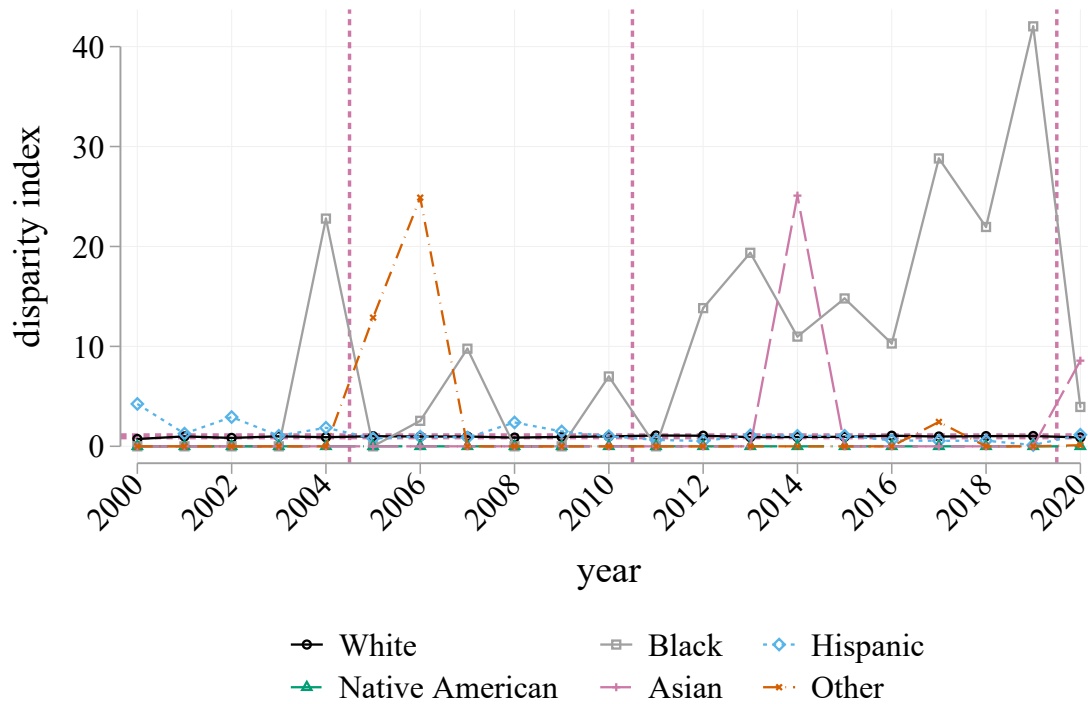 disparity index
40
30
20
10
0
2000 2002 2004 2006 2008 2010 2012 2014 2016 2018 2020
year
White Black Hispanic
Native American Asian Other